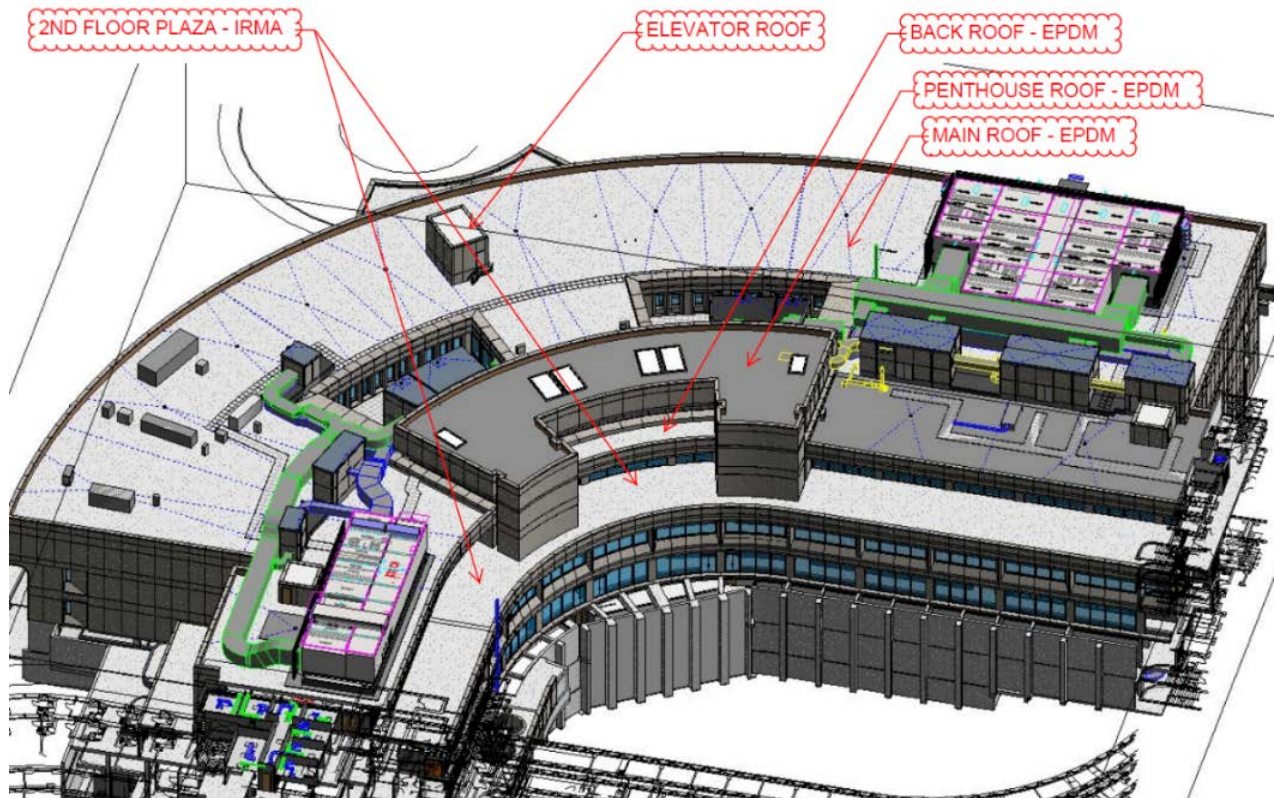 2ND FLOOR PLAZA - IRMA
ELEVATOR ROOF
BACK ROOF - EPDM
PENTHOUSE ROOF - EPDM
MAIN ROOF - EPDM